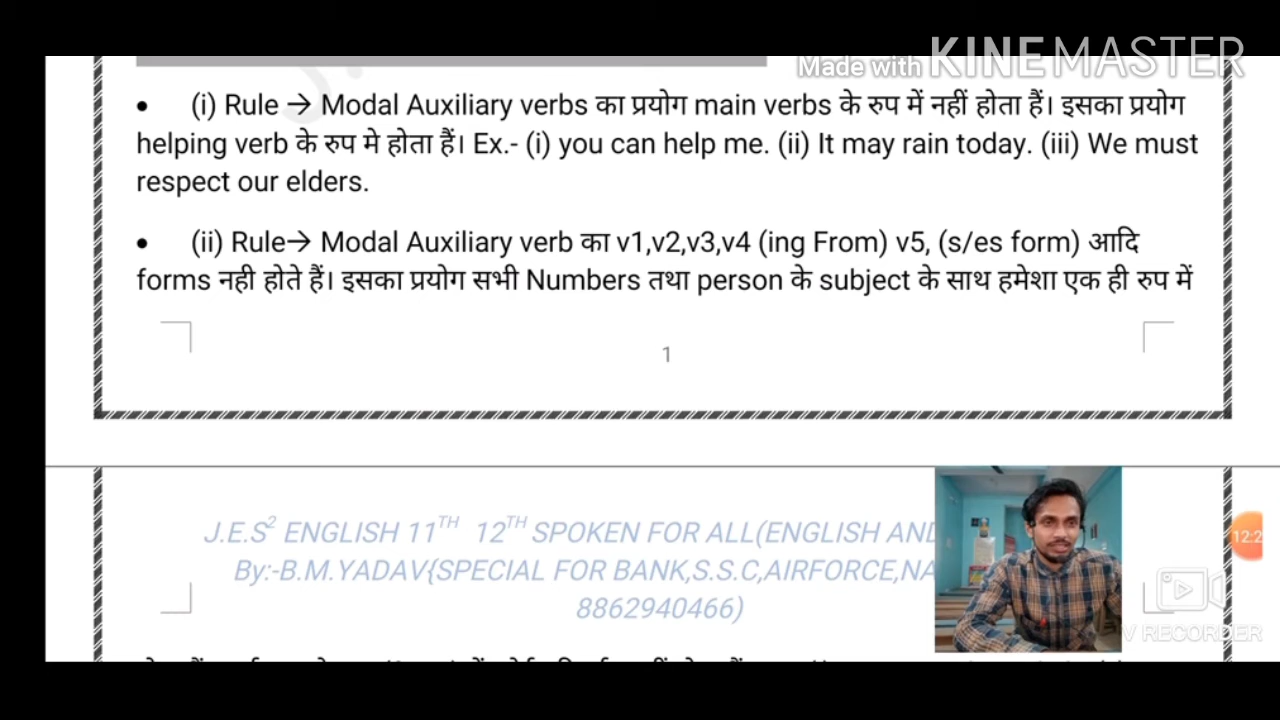 Made with KINEMASTER
• (i) Rule → Modal Auxiliary verbs का प्रयोग main verbs के रुप में नहीं होता हैं। इसका प्रयोग
helping verb के रुप मे होता हैं। Ex.- (i) you can help me. (ii) It may rain today. (iii) We must
respect our elders.
• (ii) Rule→ Modal Auxiliary verb का v1,v2,v3,v4 (ing From) v5, (s/es form) आदि
forms नही होते हैं। इसका प्रयोग सभी Numbers तथा person के subject के साथ हमेशा एक ही रुप में
1
J.E.S² ENGLISH 11TH 12TH SPOKEN FOR ALL(ENGLISH AND
By:-B.M.YADAV{SPECIAL FOR BANK,S.S.C,AIRFORCE,NA
8862940466)
12:2
V RECORDER